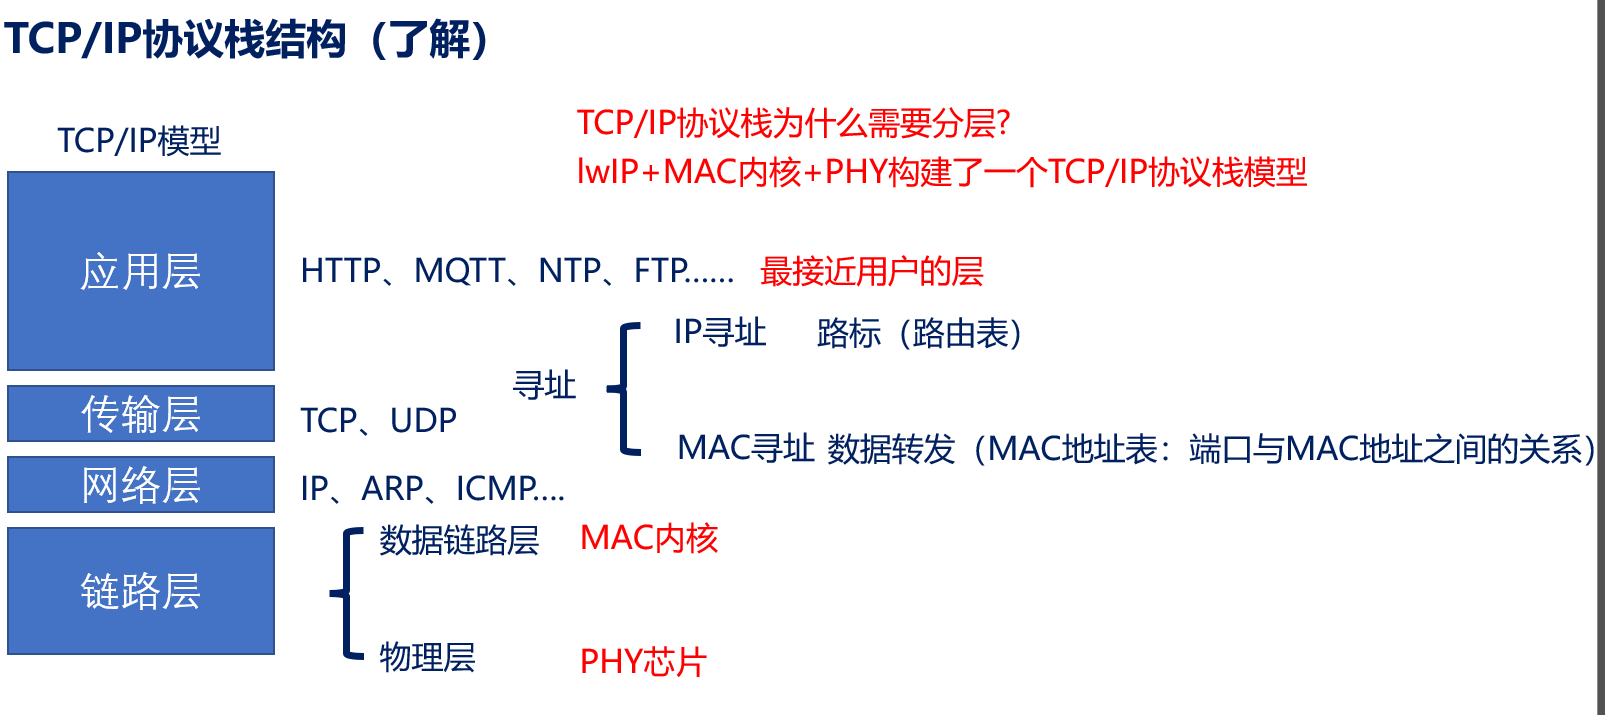 TCP/IP协议栈结构（了解）
TCP/IP模型
TCP/IP协议栈为什么需要分层?
lwIP+MAC内核+PHY构建了一个TCP/IP协议栈模型
应用层
HTTP、MQTT、NTP、FTP...... 最接近用户的层
寻址
IP寻址 路标（路由表）
MAC寻址 数据转发（MAC地址表：端口与MAC地址之间的关系）
传输层
TCP、UDP
网络层
IP、ARP、ICMP....
链路层
数据链路层 MAC内核
物理层 PHY芯片